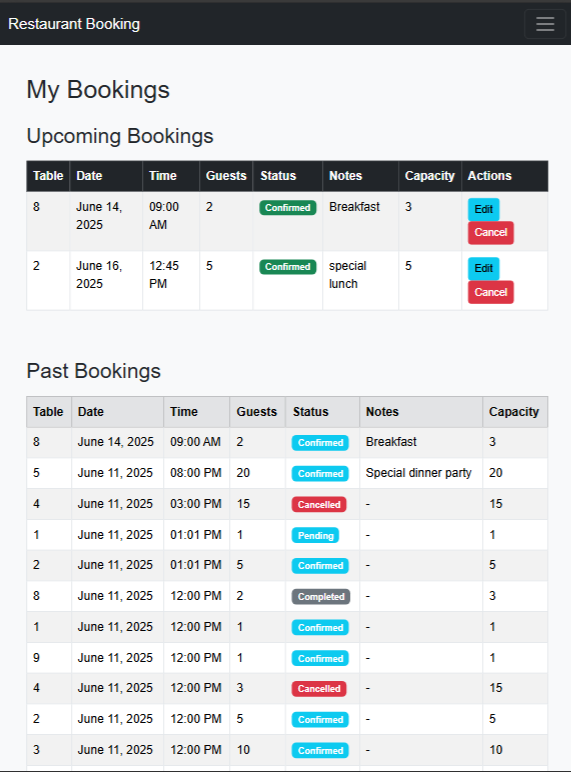 Restaurant Booking
My Bookings
Upcoming Bookings
Table Date Time Guests Status Notes Capacity Actions
8 June 14, 2025 09:00 AM 2 Confirmed Breakfast 3 Edit Cancel
2 June 16, 2025 12:45 PM 5 Confirmed special lunch 5 Edit Cancel
Past Bookings
Table Date Time Guests Status Notes Capacity
8 June 14, 2025 09:00 AM 2 Confirmed Breakfast 3
5 June 11, 2025 08:00 PM 20 Confirmed Special dinner party 20
4 June 11, 2025 03:00 PM 15 Cancelled - 15
1 June 11, 2025 01:01 PM 1 Pending - 1
2 June 11, 2025 01:01 PM 5 Confirmed - 5
8 June 11, 2025 12:00 PM 2 Completed - 3
1 June 11, 2025 12:00 PM 1 Confirmed - 1
9 June 11, 2025 12:00 PM 1 Confirmed - 1
4 June 11, 2025 12:00 PM 3 Cancelled - 15
2 June 11, 2025 12:00 PM 5 Confirmed - 5
3 June 11, 2025 12:00 PM 10 Confirmed - 10